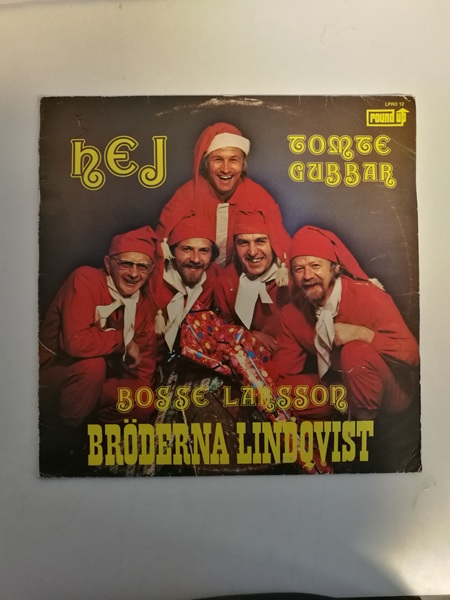 LPRO 12
round up
HEJ
TOMTE
GUBBAR
BOSSE LARSSON
BRÖDERNA LINDQVIST